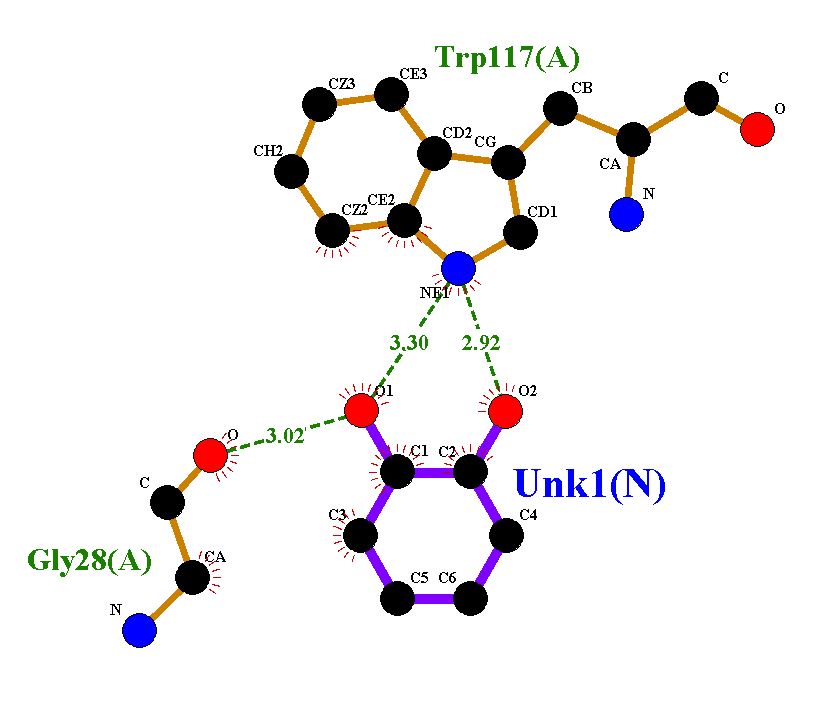 Trp117(A)
CE3
CZ3
CB
C
O
CD2
CG
CH2
CA
N
CE2
CZ2
CD1
NE1
3.30
2.92
O1
O2
O
3.02
C1
C2
C
Unk1(N)
C3
C4
Gly28(A)
CA
C5
C6
N